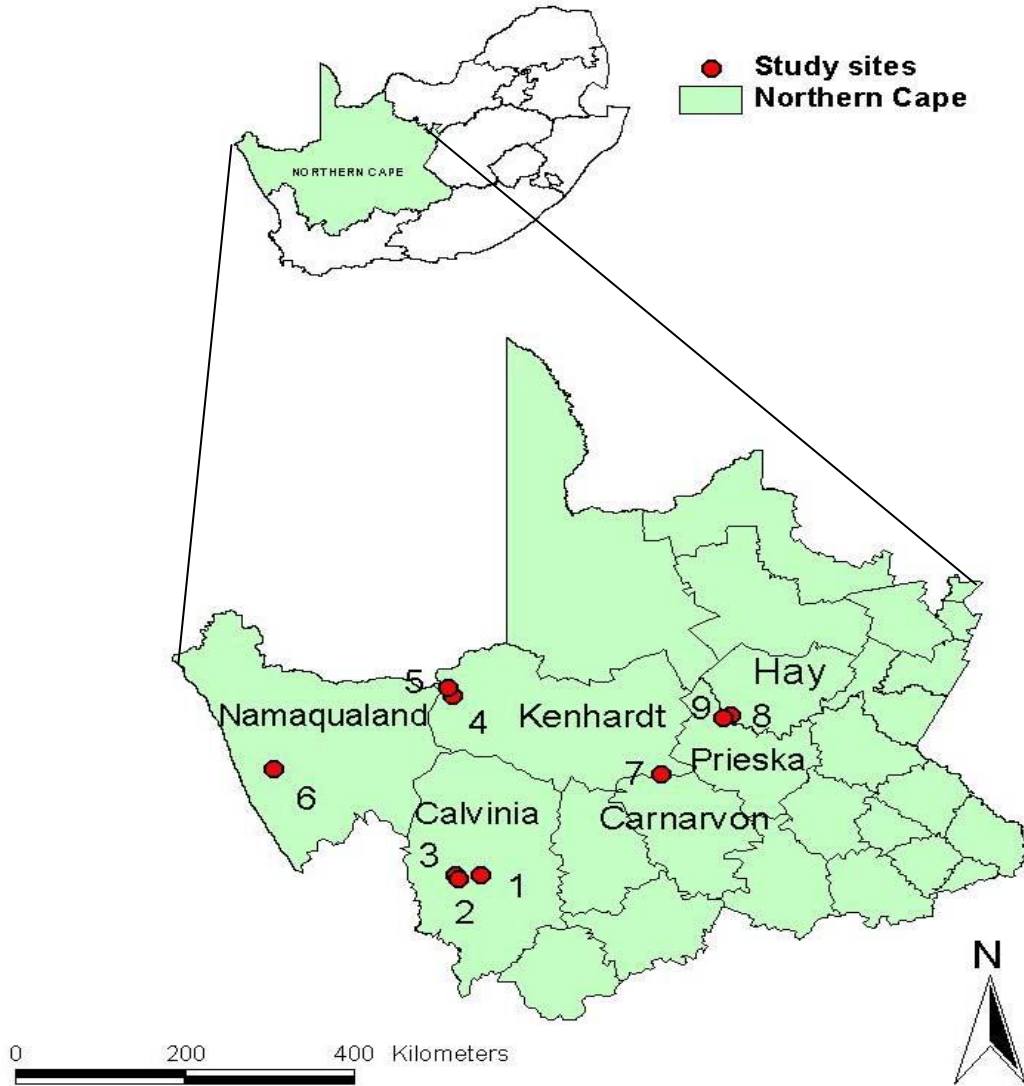 Study sites
Northern Cape
NORTHERN CAPE
Hay
5
Namaqualand
4
Kenhardt
9
8
Prieska
7
6
Calvinia
Carnarvon
3
1
2
N
0 200 400 Kilometers